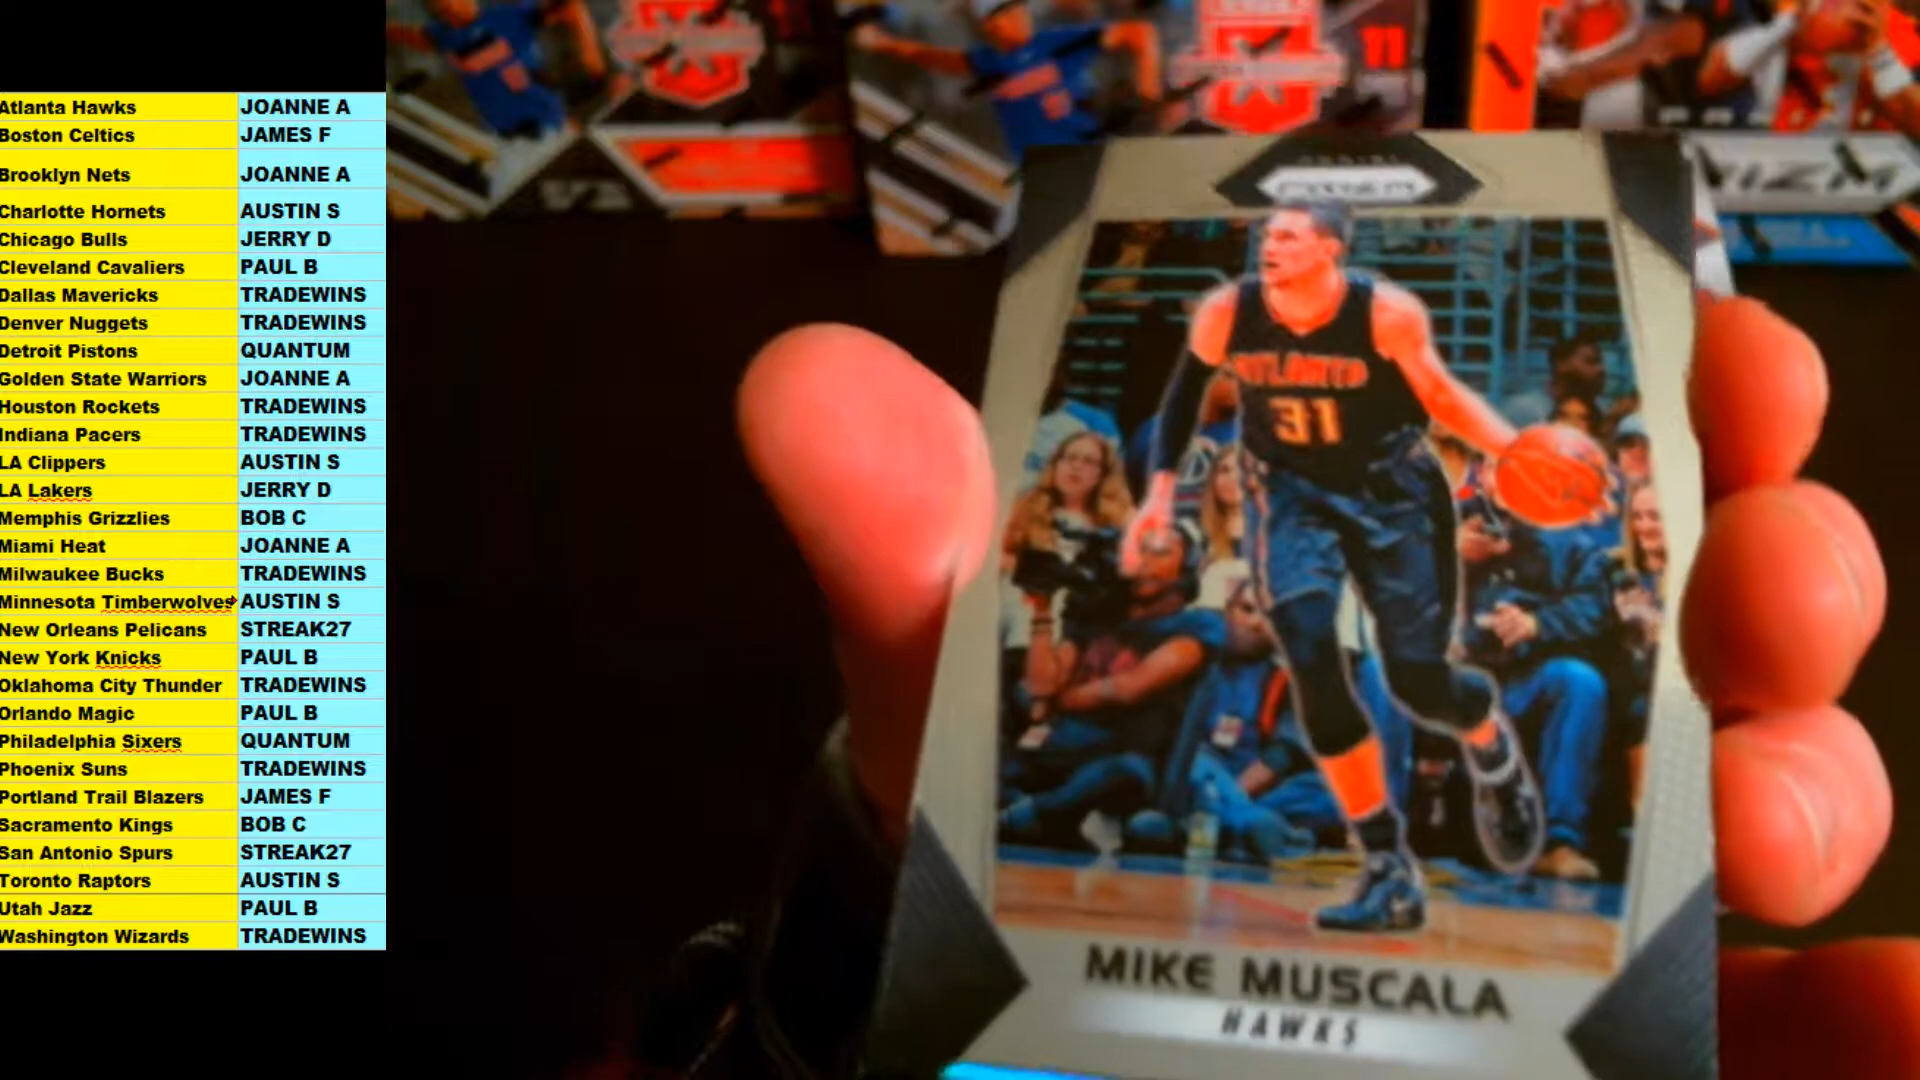 Atlanta Hawks JOANNE A
Boston Celtics JAMES F
Brooklyn Nets JOANNE A
Charlotte Hornets AUSTIN S
Chicago Bulls JERRY D
Cleveland Cavaliers PAUL B
Dallas Mavericks TRADEWINS
Denver Nuggets TRADEWINS
Detroit Pistons QUANTUM
Golden State Warriors JOANNE A
Houston Rockets TRADEWINS
Indiana Pacers TRADEWINS
LA Clippers AUSTIN S
LA Lakers JERRY D
Memphis Grizzlies BOB C
Miami Heat JOANNE A
Milwaukee Bucks TRADEWINS
Minnesota Timberwolves AUSTIN S
New Orleans Pelicans STREAK27
New York Knicks PAUL B
Oklahoma City Thunder TRADEWINS
Orlando Magic PAUL B
Philadelphia Sixers QUANTUM
Phoenix Suns TRADEWINS
Portland Trail Blazers JAMES F
Sacramento Kings BOB C
San Antonio Spurs STREAK27
Toronto Raptors AUSTIN S
Utah Jazz PAUL B
Washington Wizards TRADEWINS
11
PANINI
PRIZM
ATLANTA
31
MIKE MUSCALA
HAWKS